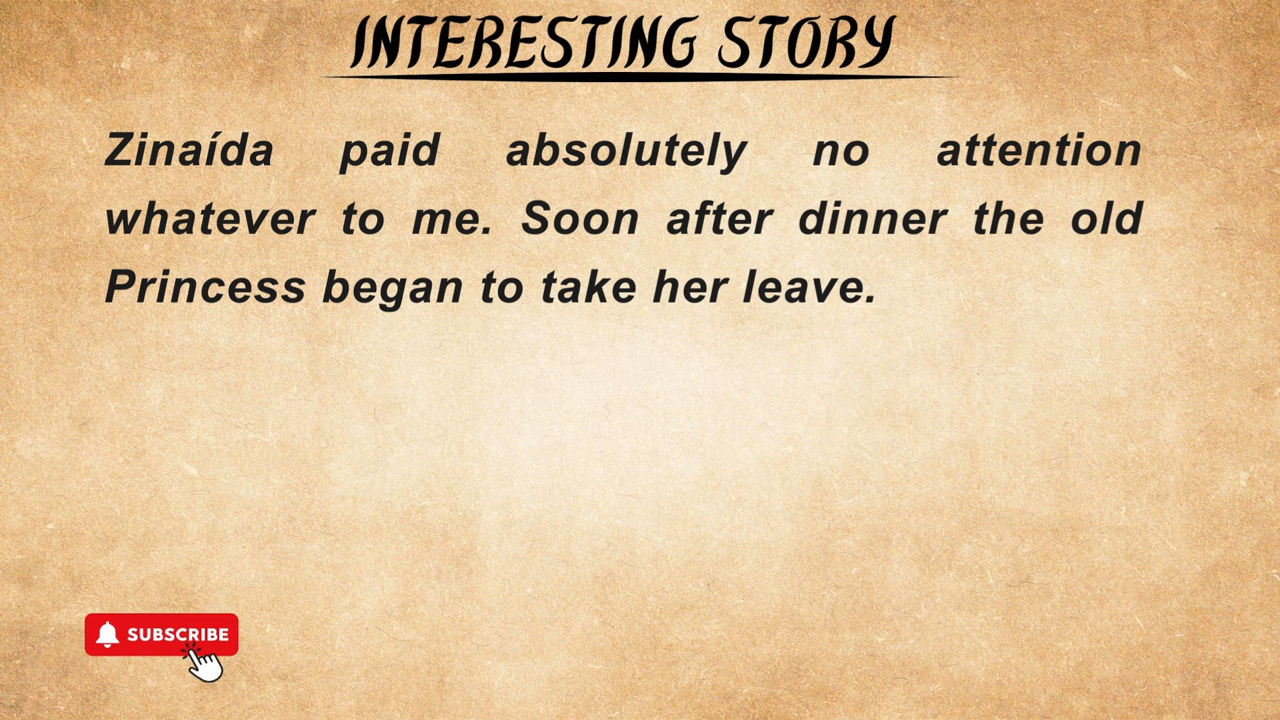 INTERESTING STORY
Zinaída paid absolutely no attention
whatever to me. Soon after dinner the old
Princess began to take her leave.
SUBSCRIBE